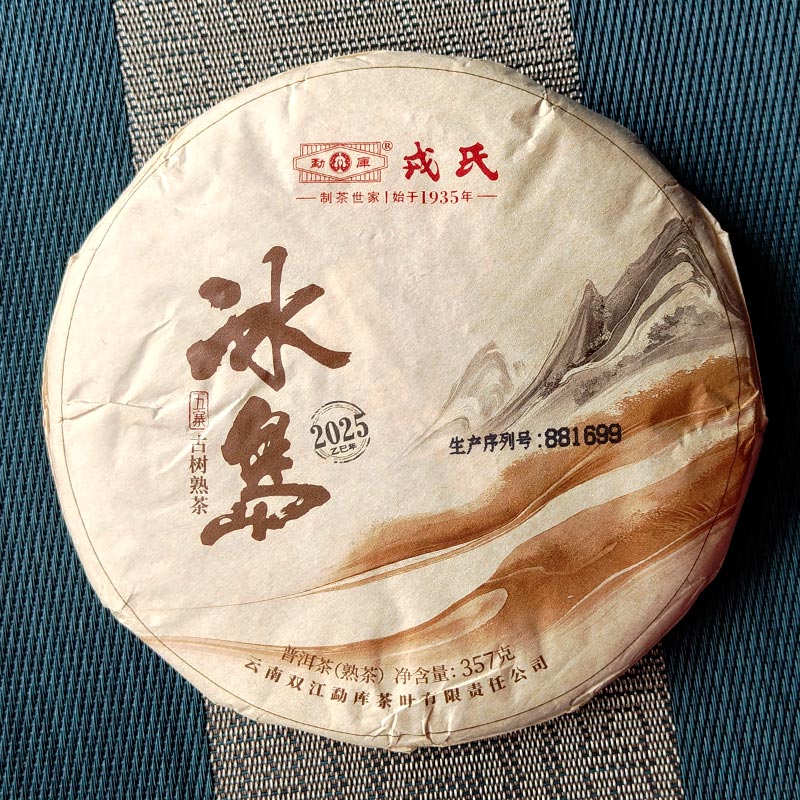 勐库® 戎氏
制茶世家 | 始于1935年
冰岛
五寨 古树熟茶
2025
乙巳年
生产序列号:881699
普洱茶(熟茶) 净含量:357克
云南双江勐库茶叶有限责任公司